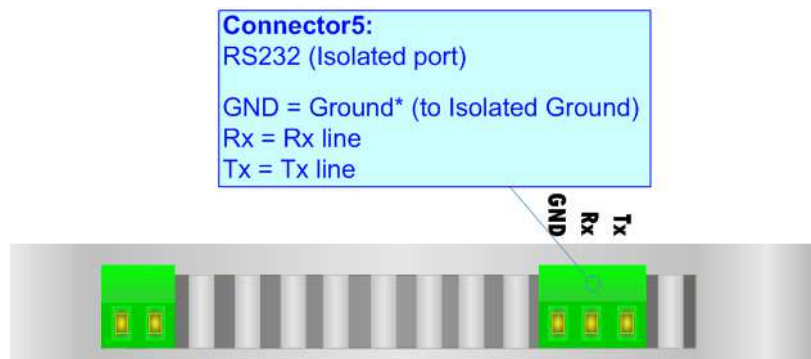 Connector5:
RS232 (Isolated port)
GND = Ground* (to Isolated Ground)
Rx = Rx line
Tx = Tx line
GND
Rx
Tx